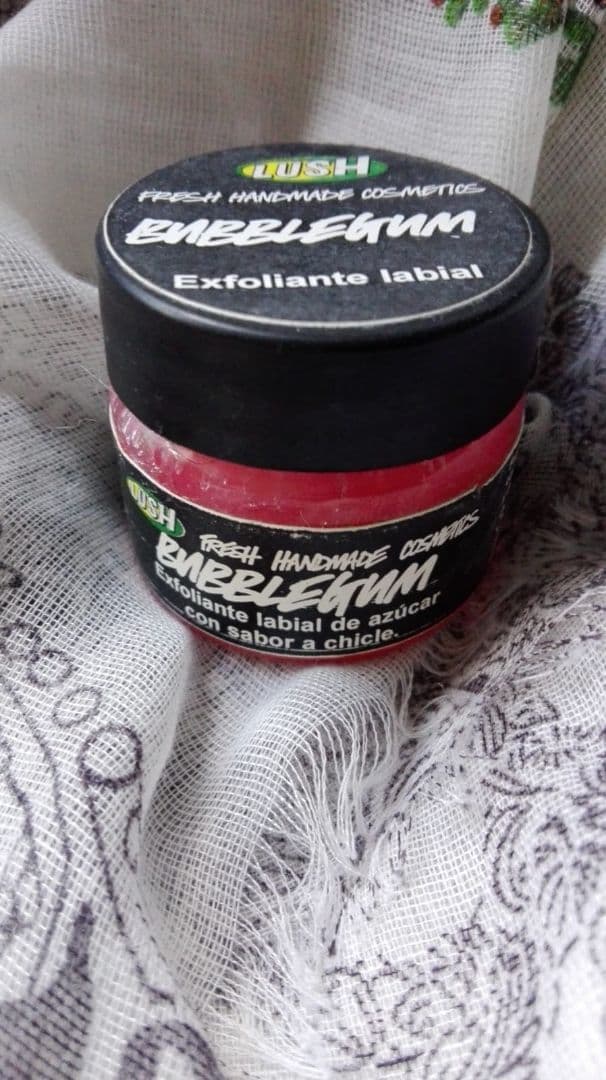 LUSH
FRESH HANDMADE COSMETICS
BUBBLEGUM
Exfoliante labial
LUSH
FRESH HANDMADE COSMETICS
BUBBLEGUM
Exfoliante labial de azúcar
con sabor a chicle.